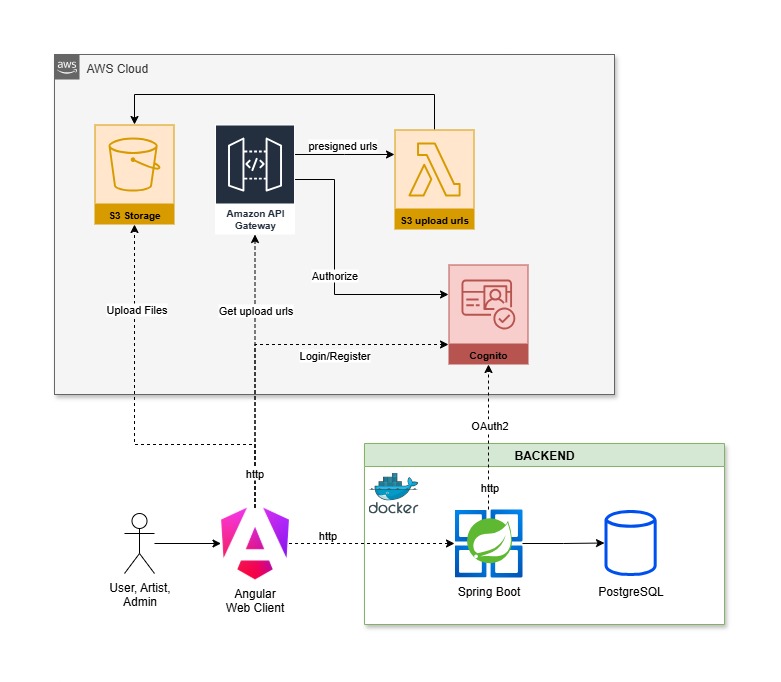 aws
AWS Cloud
presigned urls
S3 Storage
Amazon API
Gateway
S3 upload urls
Authorize
Upload Files
Get upload urls
Login/Register
Cognito
OAuth2
BACKEND
http
http
docker
http
User, Artist,
Admin
Angular
Web Client
Spring Boot
PostgreSQL